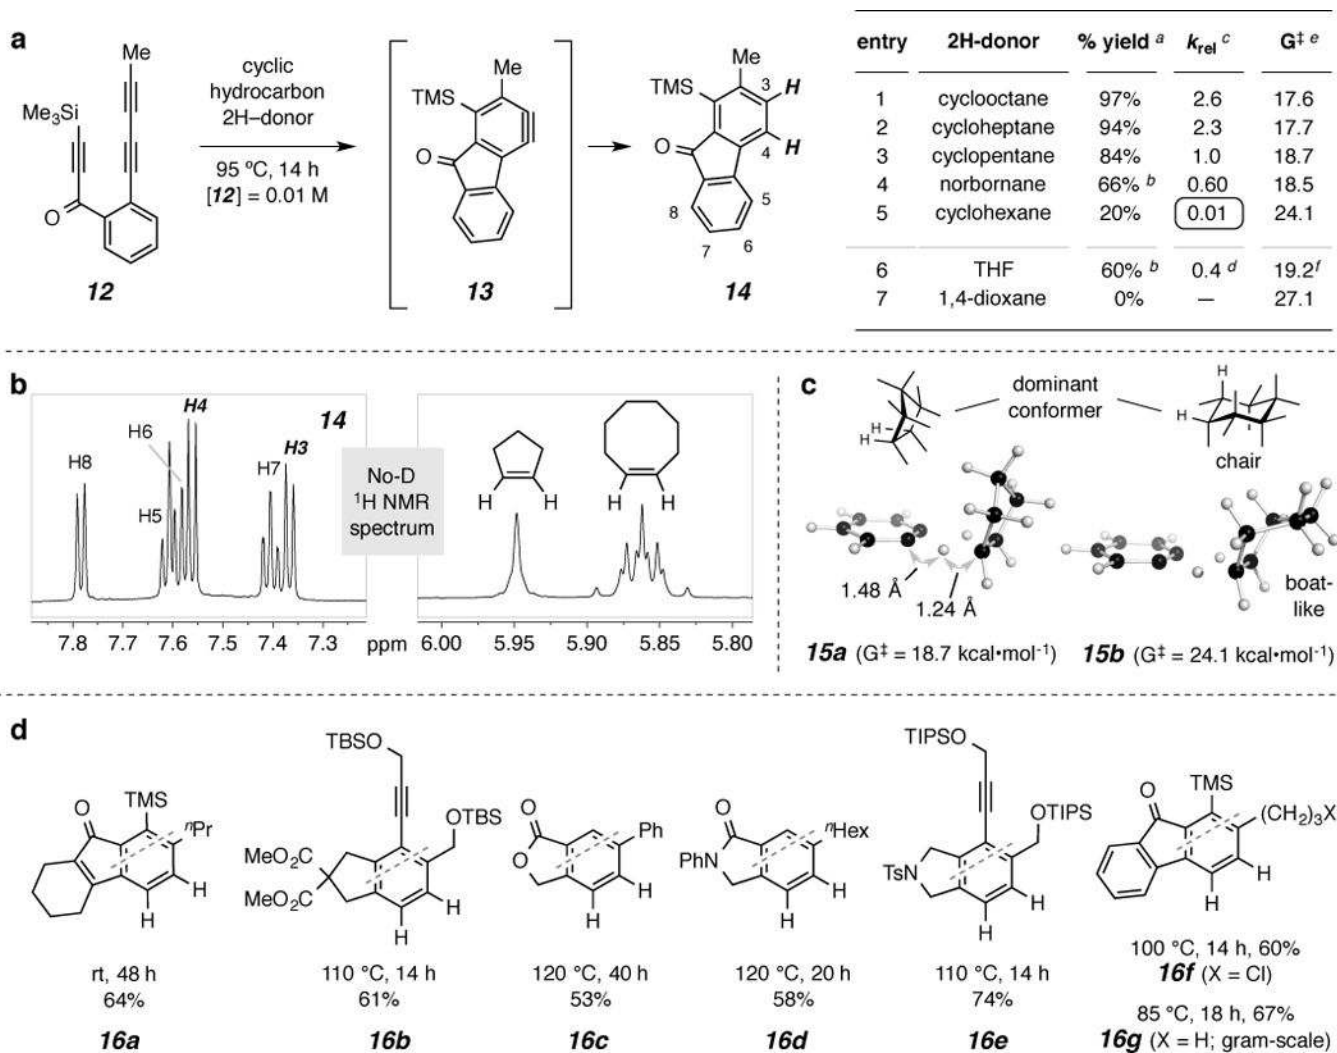 a
Me
Me3Si
O
12
cyclic
hydrocarbon
2H–donor
95 ºC, 14 h
[12] = 0.01 M
Me
TMS
O
13
Me
TMS
3
H
O
4
H
8
5
7
6
14
entry 2H-donor % yield a krel c G‡ e
1 cyclooctane 97% 2.6 17.6
2 cycloheptane 94% 2.3 17.7
3 cyclopentane 84% 1.0 18.7
4 norbornane 66% b 0.60 18.5
5 cyclohexane 20% 0.01 24.1
6 THF 60% b 0.4 d 19.2f
7 1,4-dioxane 0% — 27.1
b
H8
H5
H6
H4
14
H7
H3
7.8 7.7 7.6 7.5 7.4 7.3 ppm
No-D
1H NMR
spectrum
H H
H H
6.00 5.95 5.90 5.85 5.80
c
H
H
dominant
conformer
H
H
chair
1.48 Å
1.24 Å
boat-
like
15a (G‡ = 18.7 kcal•mol-1)
15b (G‡ = 24.1 kcal•mol-1)
d
O
TMS
nPr
H
H
rt, 48 h
64%
16a
TBSO
OTBS
MeO2C
MeO2C
H
H
110 °C, 14 h
61%
16b
O
Ph
O
H
H
120 °C, 40 h
53%
16c
O
nHex
PhN
H
H
120 °C, 20 h
58%
16d
TIPSO
OTIPS
TsN
H
H
110 °C, 14 h
74%
16e
O
TMS
(CH2)3X
H
H
100 °C, 14 h, 60%
16f (X = Cl)
85 °C, 18 h, 67%
16g (X = H; gram-scale)